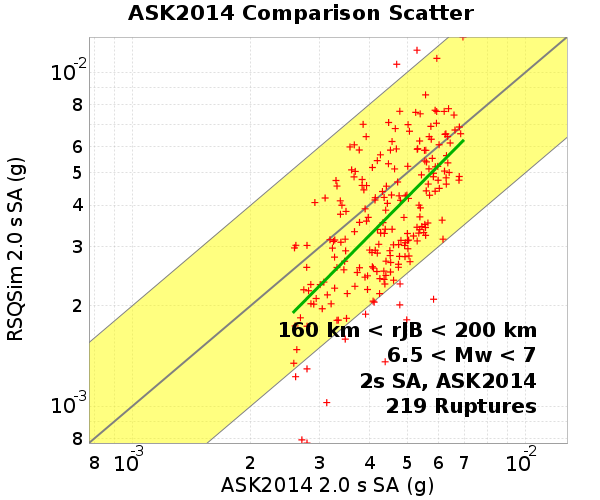 ASK2014 Comparison Scatter
RSQSim 2.0 s SA (g)
10-2
8
6
5
4
3
2
10-3
8
160 km < rJB < 200 km
6.5 < Mw < 7
2s SA, ASK2014
219 Ruptures
8 10-3 2 3 4 5 6 7 10-2
ASK2014 2.0 s SA (g)